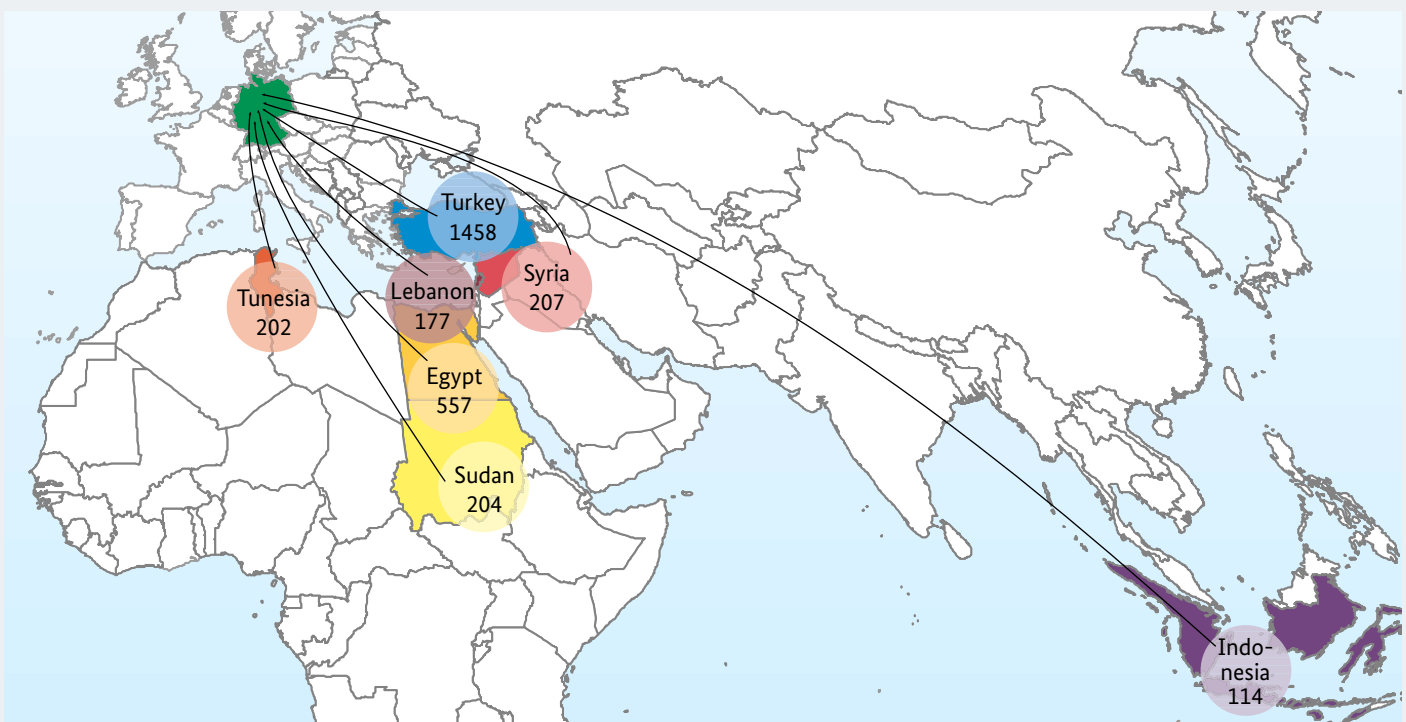 Turkey
1458
Syria
207
Lebanon
177
Tunesia
202
Egypt
557
Sudan
204
Indo-
nesia
114